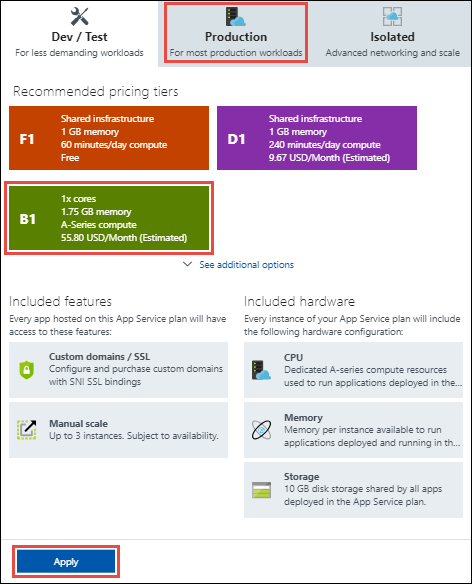 Dev / Test
For less demanding workloads
Production
For most production workloads
Isolated
Advanced networking and scale
Recommended pricing tiers
F1
Shared insfrastructure
1 GB memory
60 minutes/day compute
Free
D1
Shared insfrastructure
1 GB memory
240 minutes/day compute
9.67 USD/Month (Estimated)
B1
1x cores
1.75 GB memory
A-Series compute
55.80 USD/Month (Estimated)
See additional options
Included features
Every app hosted on this App Service plan will have
access to these features:
Custom domains / SSL
Configure and purchase custom domains
with SNI SSL bindings
Manual scale
Up to 3 instances. Subject to availability.
Included hardware
Every instance of your App Service plan will include
the following hardware configuration:
CPU
Dedicated A-series compute resources
used to run applications deployed in the...
Memory
Memory per instance available to run
applications deployed and running in th...
Storage
10 GB disk storage shared by all apps
deployed in the App Service plan.
Apply